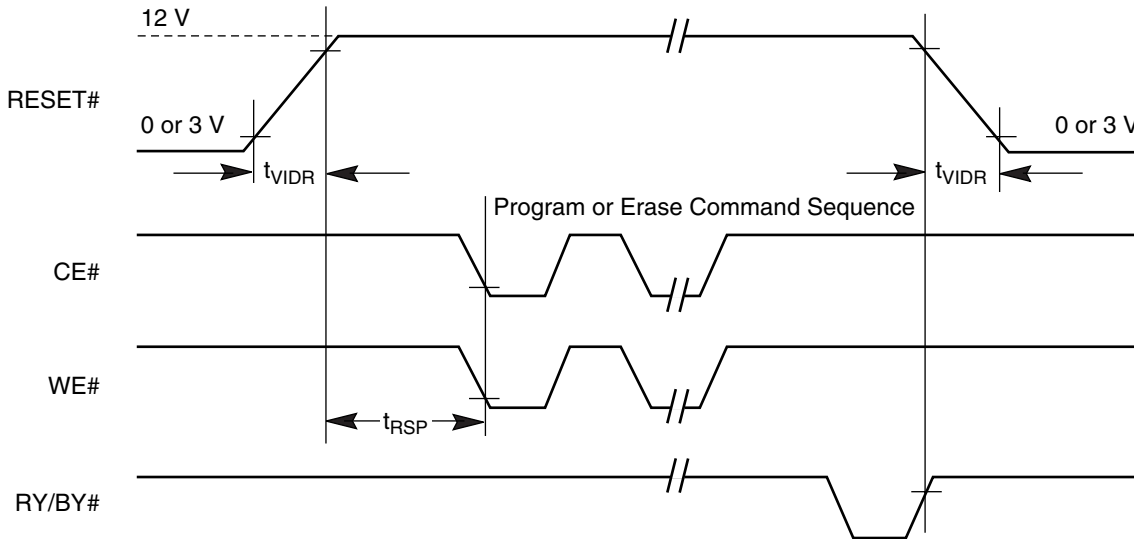 12 V
RESET#
0 or 3 V
0 or 3 V
tVIDR
tVIDR
Program or Erase Command Sequence
CE#
WE#
tRSP
RY/BY#